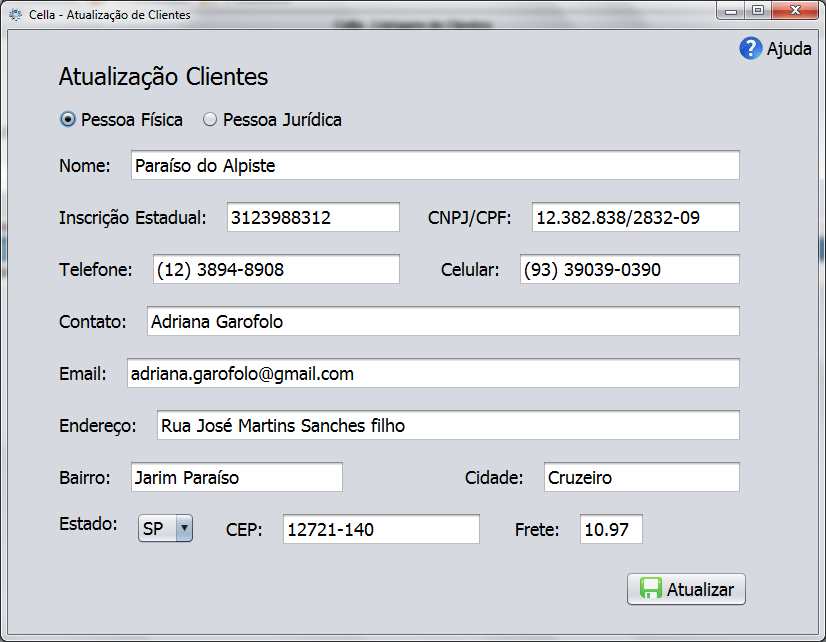 Cella - Atualização de Clientes
Ajuda
Atualização Clientes
Pessoa Física Pessoa Jurídica
Nome: Paraíso do Alpiste
Inscrição Estadual: 3123988312 CNPJ/CPF: 12.382.838/2832-09
Telefone: (12) 3894-8908 Celular: (93) 39039-0390
Contato: Adriana Garofolo
Email: adriana.garofolo@gmail.com
Endereço: Rua José Martins Sanches filho
Bairro: Jarim Paraíso Cidade: Cruzeiro
Estado: SP CEP: 12721-140 Frete: 10.97
Atualizar